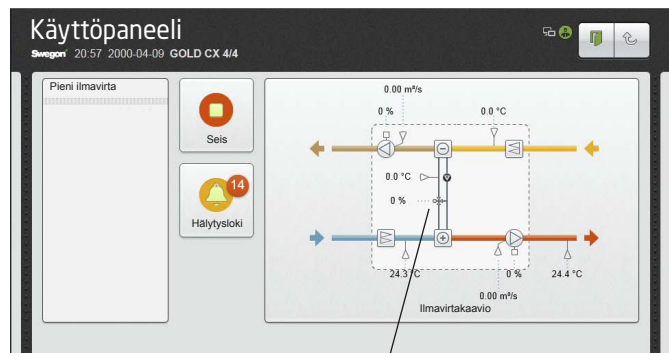 Käyttöpaneeli
Swegon 20:57 2000-04-09 GOLD CX 4/4
Pieni ilmavirta
Seis
14
Hälytysloki
0.00 m³/s
0 %
0.0 °C
0.0 °C
0 %
24.3 °C
0 %
24.4 °C
0.00 m³/s
Ilmavirtakaavio